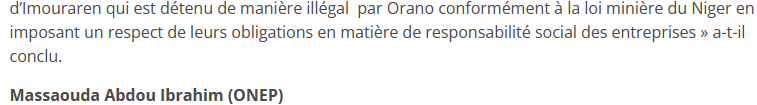 d’Imouraren qui est détenu de manière illégal  par Orano conformément à la loi minière du Niger en
imposant un respect de leurs obligations en matière de responsabilité social des entreprises » a-t-il
conclu.
Massaouda Abdou Ibrahim (ONEP)